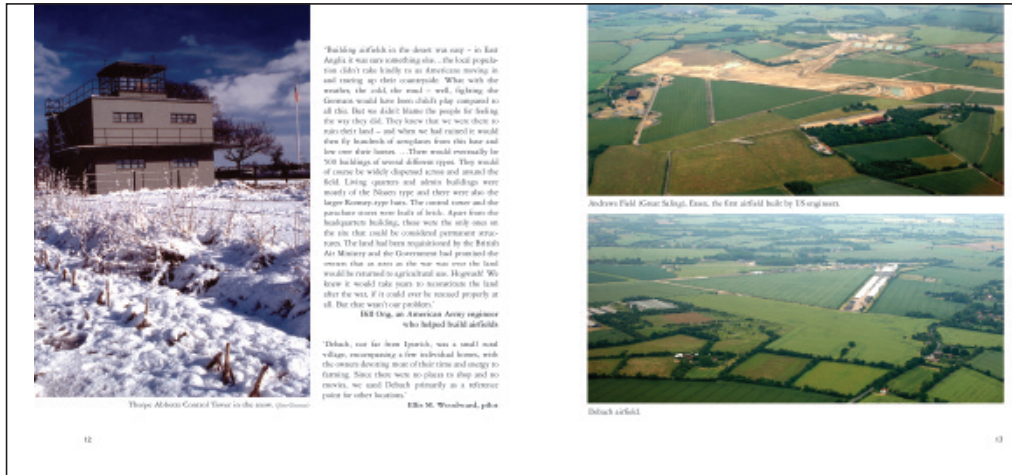 'Building airfields in the desert was easy – in East
Anglia it was sure something else…the local popula-
tion didn't take kindly to us Americans moving in
and tearing up their countryside. What with the
weather, the cold, the mud – well, fighting the
Germans would have been child's play compared to
all this. But we didn't blame the people for feeling
the way they did. They knew that we were there to
ruin their land – and when we had ruined it would
then fly hundreds of aeroplanes from this base and
low over their homes. …There would eventually be
500 buildings of several different types. They would
of course be widely dispersed across and around the
field. Living quarters and admin buildings were
mostly of the Nissen type and there were also the
larger Romney-type huts. The control tower and the
parachute stores were built of brick. Apart from the
headquarters building, these were the only ones on
the site that could be considered permanent struc-
tures. The land had been requisitioned by the British
Air Ministry and the Government had promised the
owners that as soon as the war was over the land
would be returned to agricultural use. Hogwash! We
knew it would take years to reconstitute the land
after the war, if it could ever be rescued properly at
all. But that wasn't our problem.'
Bill Ong, an American Army engineer
who helped build airfields
'Debach, not far from Ipswich, was a small rural
village, encompassing a few individual homes, with
the owners devoting most of their time and energy to
farming. Since there were no places to shop and no
movies, we used Debach primarily as a reference
point for other locations.'
Ellis M. Woodward, pilot
Thorpe Abbotts Control Tower in the snow.
12
Andrews Field (Great Saling), Essex, the first airfield built by US engineers.
Debach airfield.
13